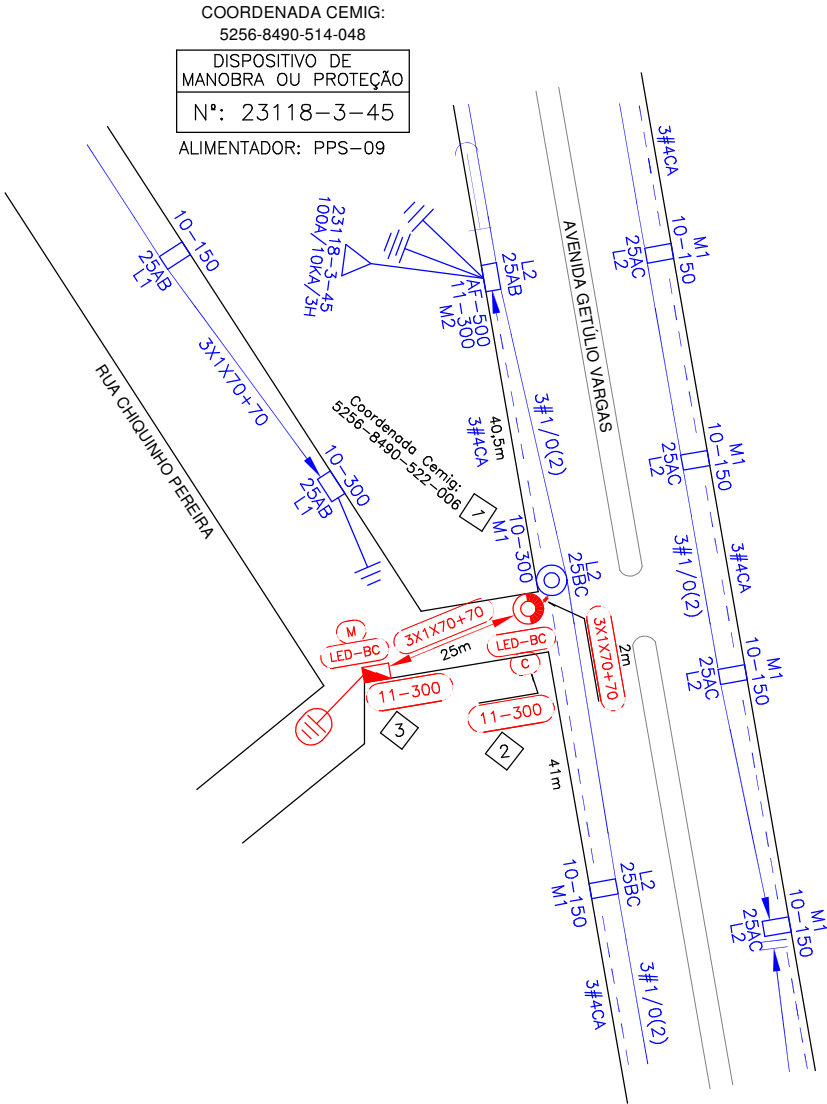 COORDENADA CEMIG:
5256-8490-514-048
DISPOSITIVO DE
MANOBRA OU PROTEÇÃO
Nº: 23118-3-45
ALIMENTADOR: PPS-09
10-150
25AB
L1
3X1X70+70
RUA CHIQUINHO PEREIRA
10-300
25AB
L1
23118-3-45
100A/10KA/3H
L2
25AB
AF-500
11-300
M2
AVENIDA GETÚLIO VARGAS
3#4CA
M1
10-150
25AC
L2
40,5m
3#4CA
3#1/0(2)
Coordenada Cemig:
5256-8490-522-006
1
10-300
M1
L2
25BC
M1
10-150
25AC
L2
3#1/0(2)
3#4CA
M
LED-BC
3X1X70+70
25m
LED-BC
C
3X1X70+70
2m
11-300
3
11-300
2
M1
10-150
25AC
L2
41m
10-150
M1
L2
25BC
M1
10-150
25AC
L2
3#4CA
3#1/0(2)